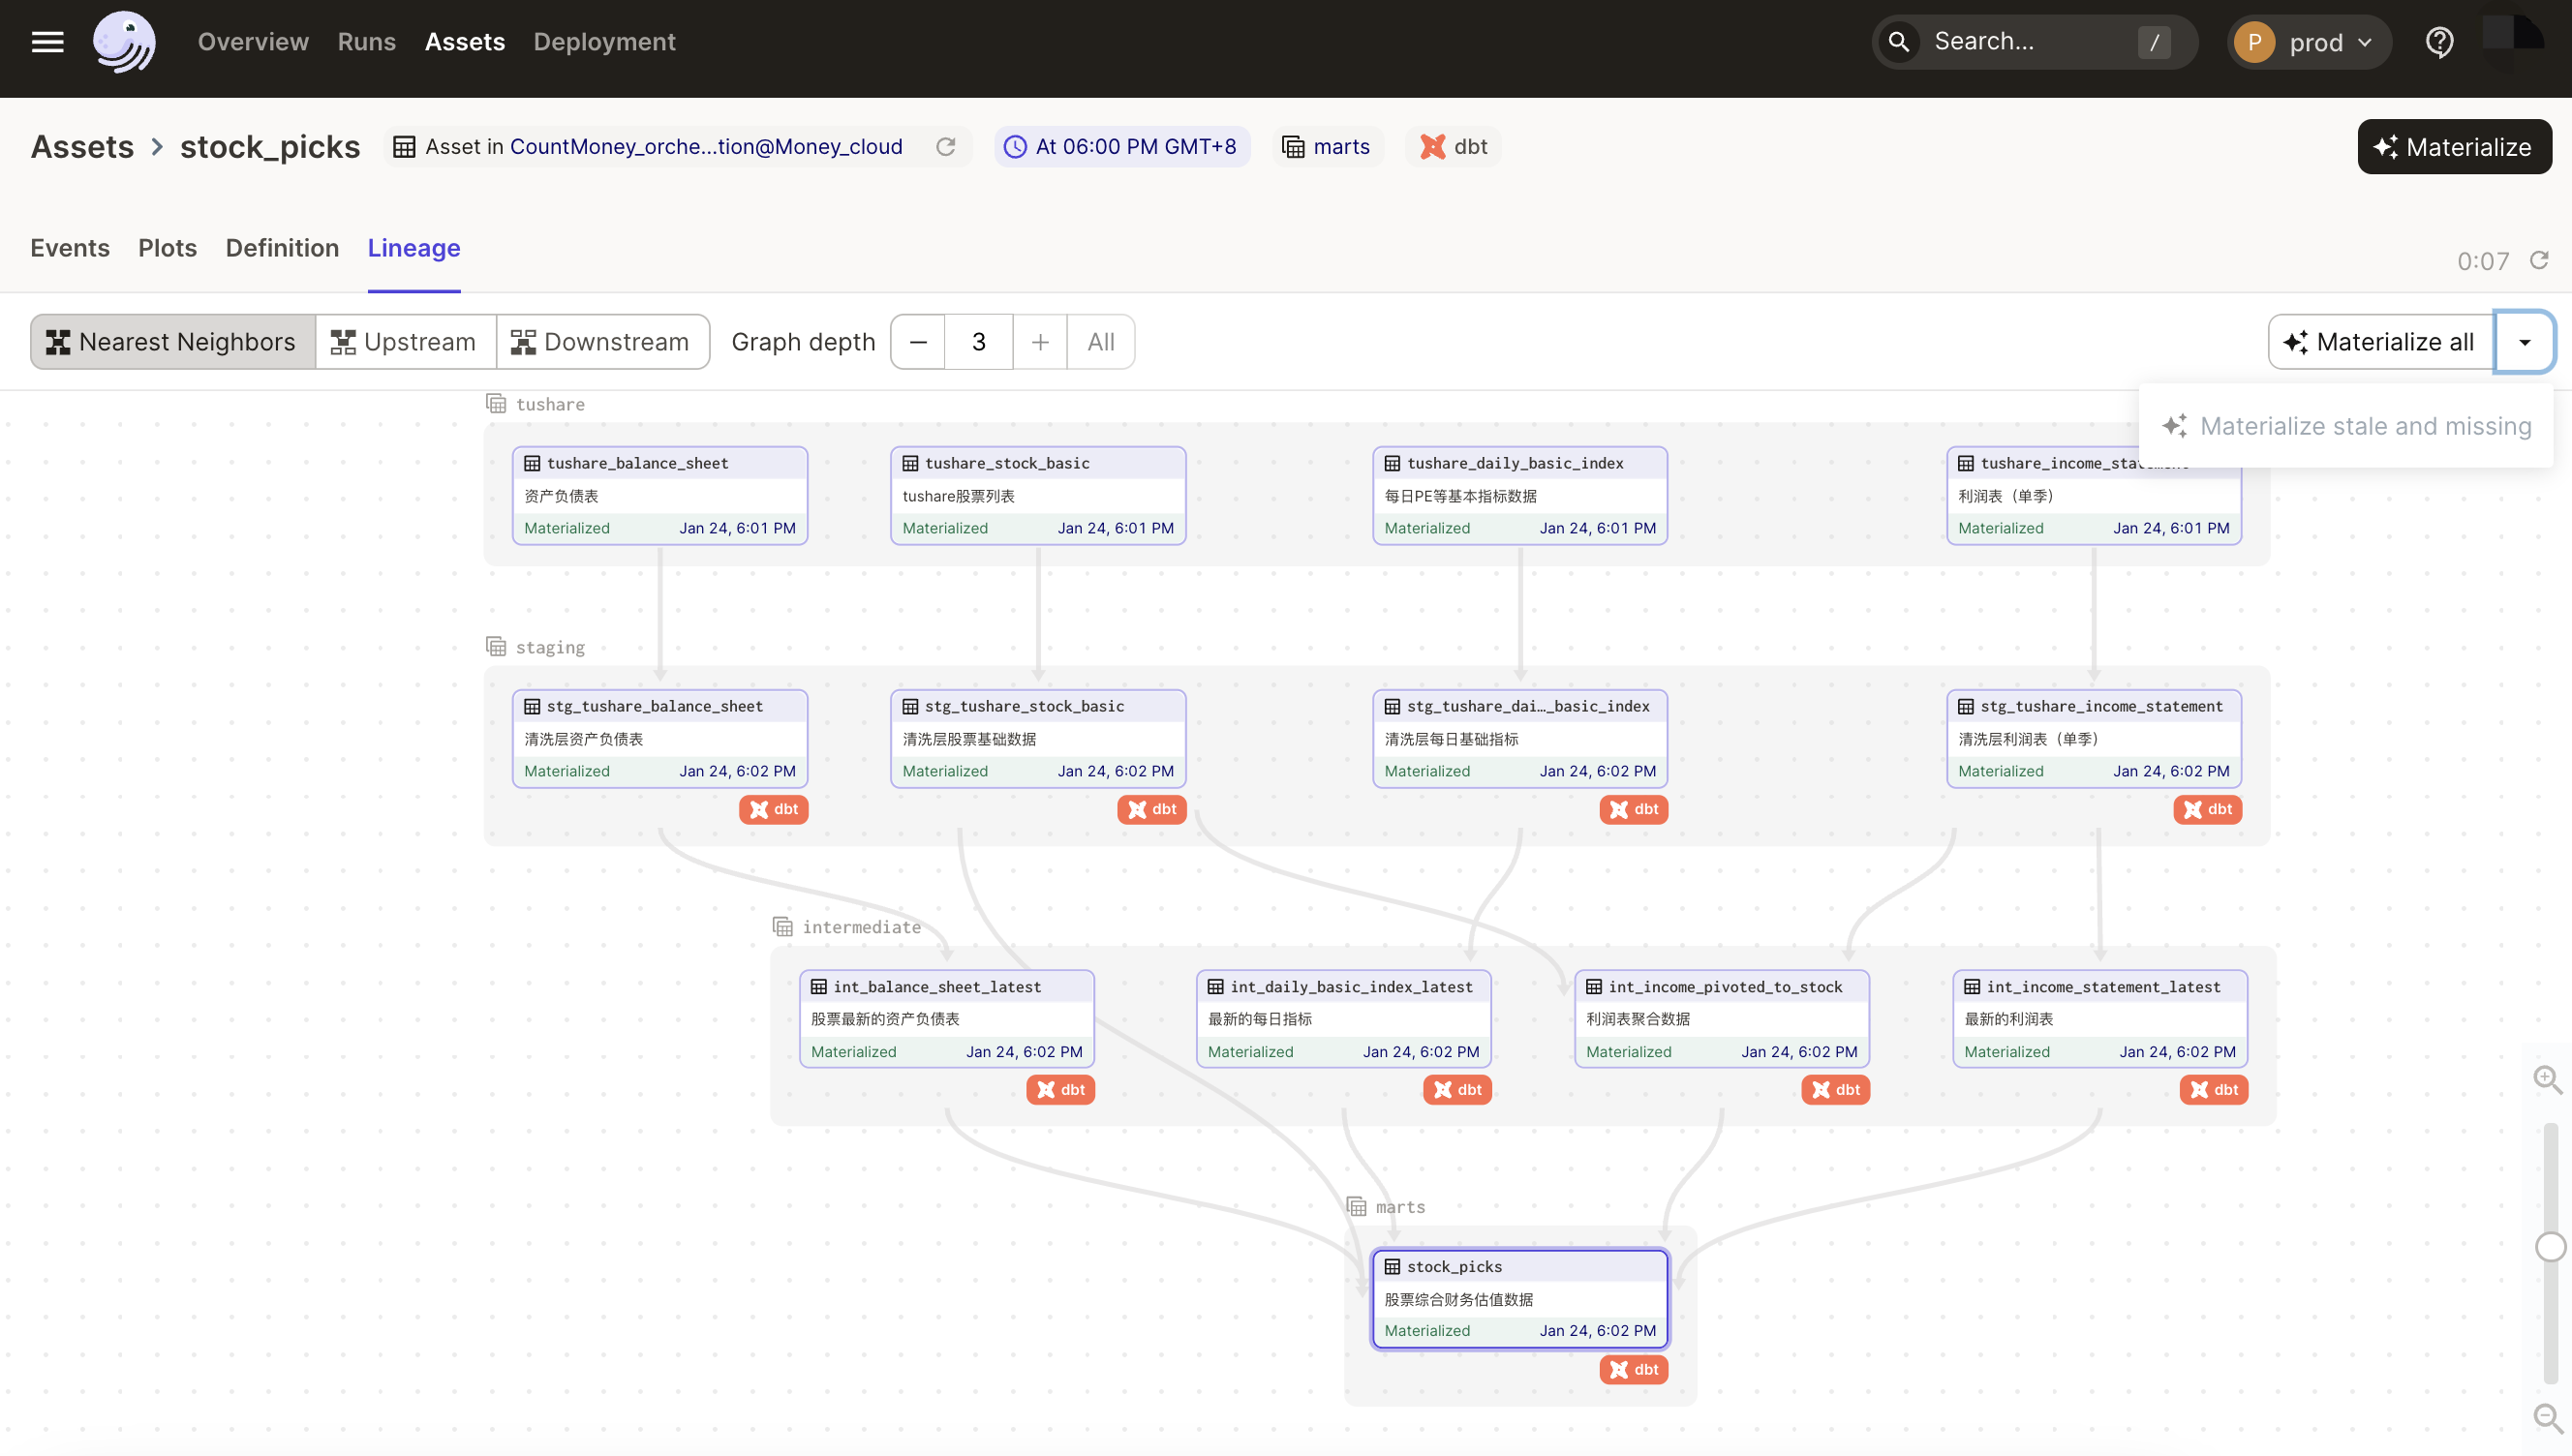 Overview Runs Assets Deployment
Search... /
P prod
Assets > stock_picks
Asset in CountMoney_orche...tion@Money_cloud
At 06:00 PM GMT+8
marts
dbt
Materialize
Events Plots Definition Lineage
0:07
Nearest Neighbors Upstream Downstream
Graph depth − 3 + All
Materialize all
Materialize stale and missing
tushare
tushare_balance_sheet
资产负债表
Materialized Jan 24, 6:01 PM
tushare_stock_basic
tushare股票列表
Materialized Jan 24, 6:01 PM
tushare_daily_basic_index
每日PE等基本指标数据
Materialized Jan 24, 6:01 PM
tushare_income_statement
利润表（单季）
Materialized Jan 24, 6:01 PM
staging
stg_tushare_balance_sheet
清洗层资产负债表
Materialized Jan 24, 6:02 PM
dbt
stg_tushare_stock_basic
清洗层股票基础数据
Materialized Jan 24, 6:02 PM
dbt
stg_tushare_dai…_basic_index
清洗层每日基础指标
Materialized Jan 24, 6:02 PM
dbt
stg_tushare_income_statement
清洗层利润表（单季）
Materialized Jan 24, 6:02 PM
dbt
intermediate
int_balance_sheet_latest
股票最新的资产负债表
Materialized Jan 24, 6:02 PM
dbt
int_daily_basic_index_latest
最新的每日指标
Materialized Jan 24, 6:02 PM
dbt
int_income_pivoted_to_stock
利润表聚合数据
Materialized Jan 24, 6:02 PM
dbt
int_income_statement_latest
最新的利润表
Materialized Jan 24, 6:02 PM
dbt
marts
stock_picks
股票综合财务估值数据
Materialized Jan 24, 6:02 PM
dbt